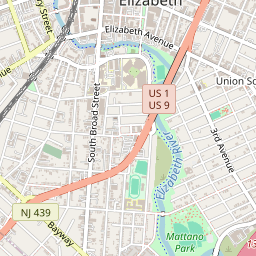 Elizabeth
Elizabeth Avenue
Union S
US 1
US 9
South Broad Street
3rd Avenue
Elizabeth River
NJ 439
Bayway
Mattano
Park